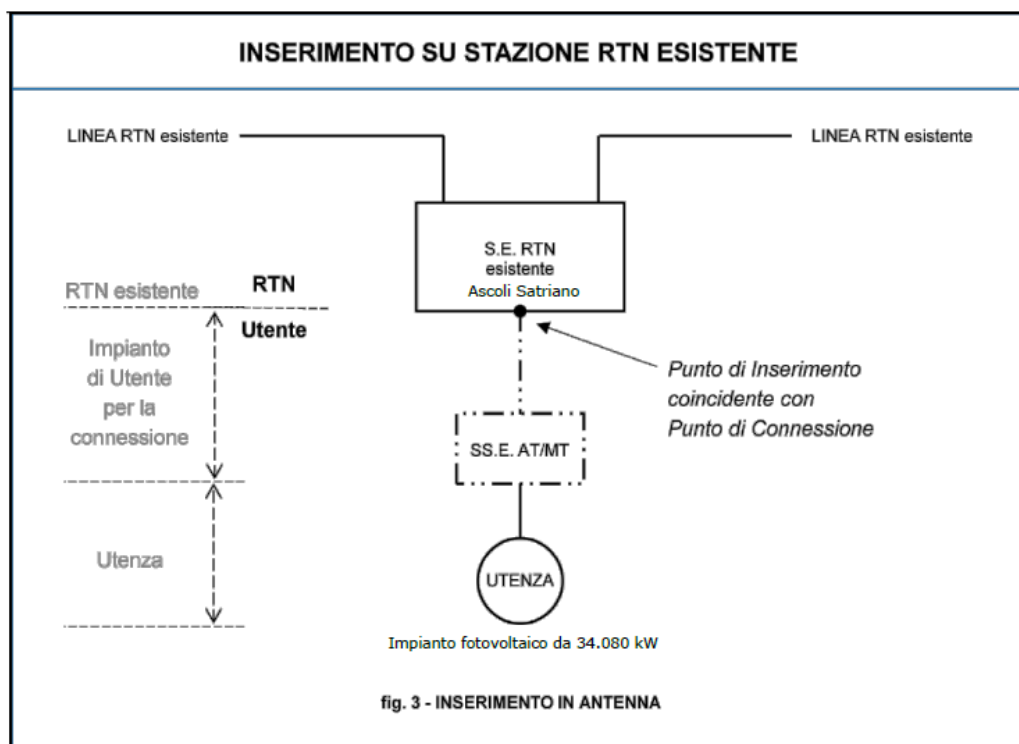 INSERIMENTO SU STAZIONE RTN ESISTENTE
LINEA RTN esistente
LINEA RTN esistente
S.E. RTN
esistente
Ascoli Satriano
RTN esistente
RTN
Utente
Impianto
di Utente
per la
connessione
Punto di Inserimento
coincidente con
Punto di Connessione
SS.E. AT/MT
Utenza
UTENZA
Impianto fotovoltaico da 34.080 kW
fig. 3 - INSERIMENTO IN ANTENNA